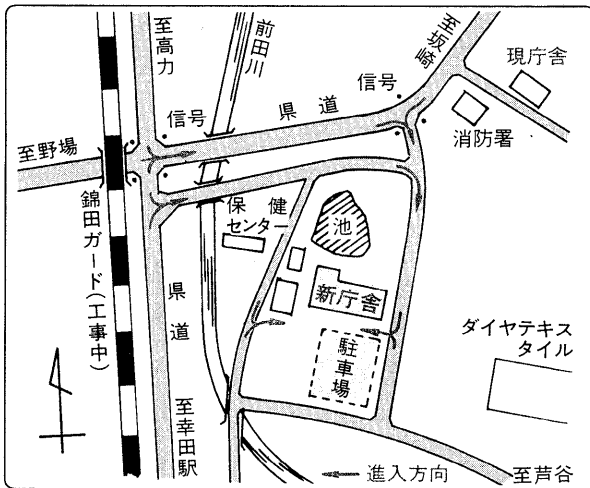 至高力
前田川
至坂崎
現庁舎
信号
信号
県道
消防署
至野場
錦田ガード(工事中)
保健
センター
池
新庁舎
県道
駐車場
ダイヤテキス
タイル
至幸田駅
進入方向
至芦谷